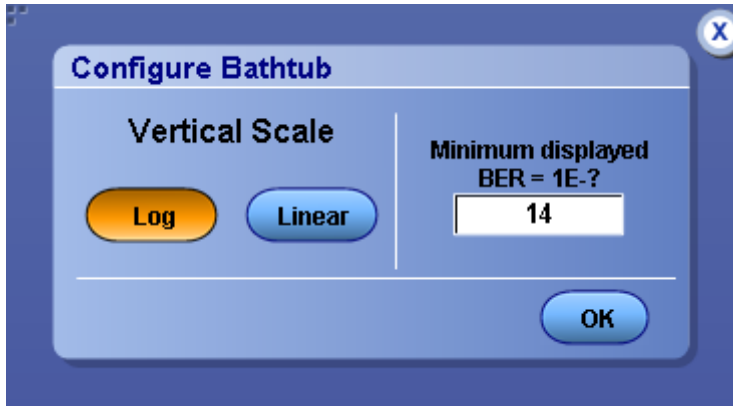 X
Configure Bathtub
Vertical Scale
Log
Linear
Minimum displayed
BER = 1E-?
14
OK